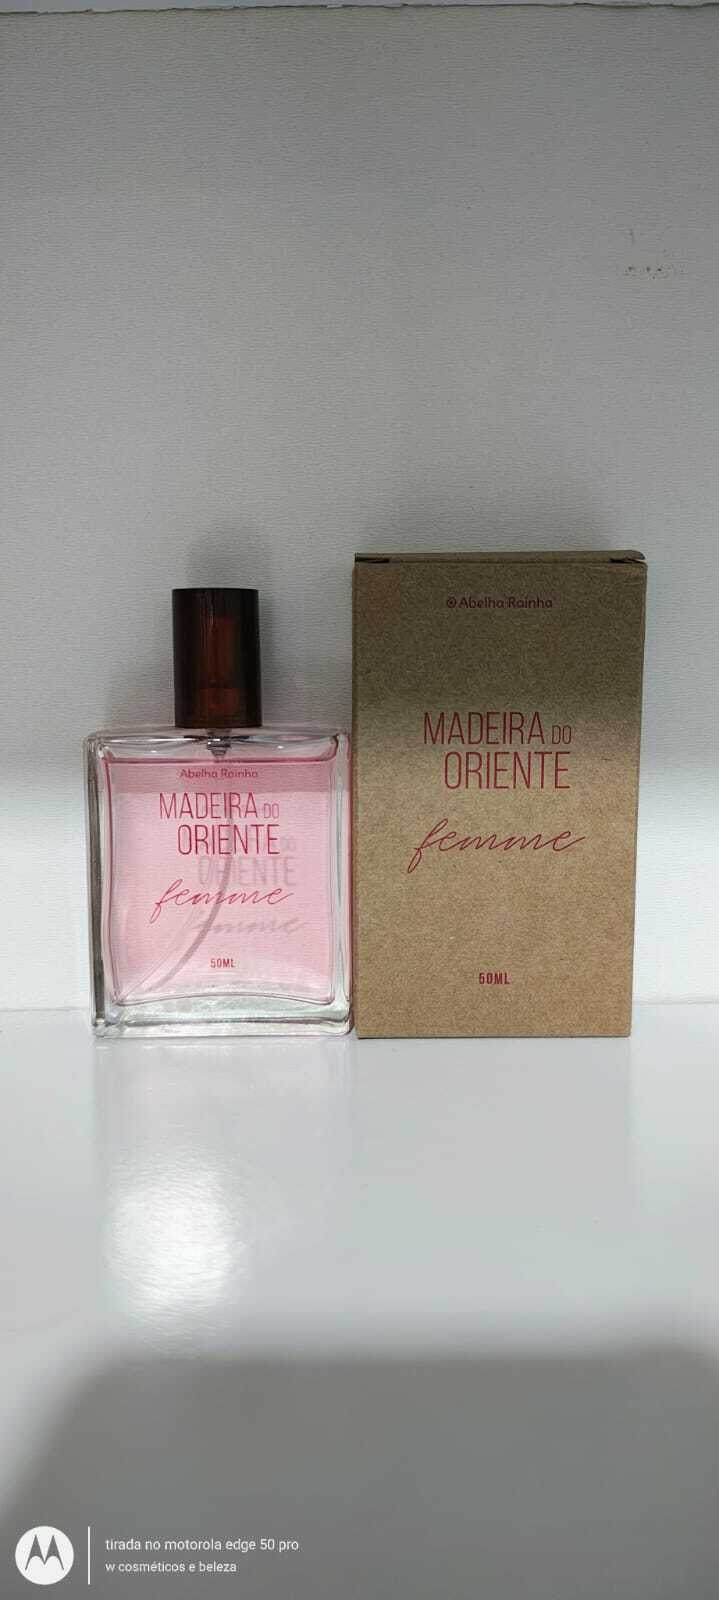 Abelha Rainha
MADEIRA DO
ORIENTE
femme
50ML
Abelha Rainha
MADEIRA DO
ORIENTE
femme
50ML
tirada no motorola edge 50 pro
w cosméticos e beleza